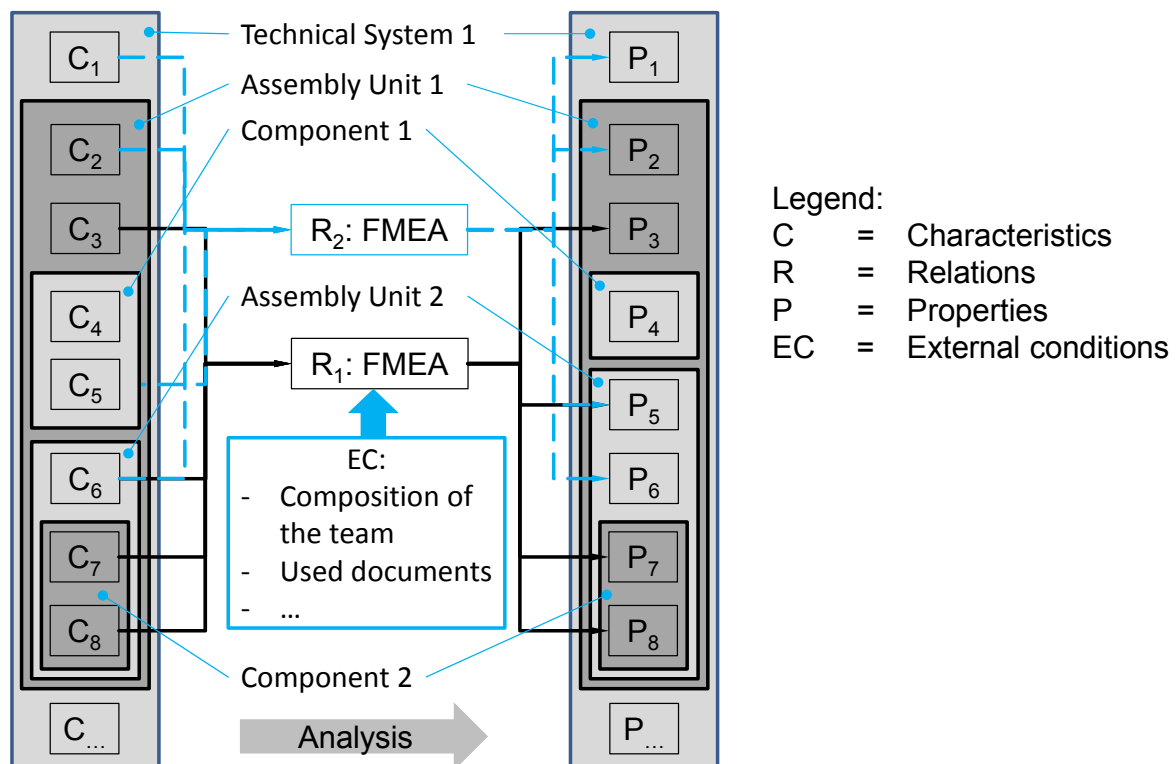 Technical System 1
Assembly Unit 1
Component 1
Assembly Unit 2
Component 2
C1
C2
C3
C4
C5
C6
C7
C8
C...
R2: FMEA
R1: FMEA
EC:
- Composition of
the team
- Used documents
- ...
Analysis
P1
P2
P3
P4
P5
P6
P7
P8
P...
Legend:
C = Characteristics
R = Relations
P = Properties
EC = External conditions